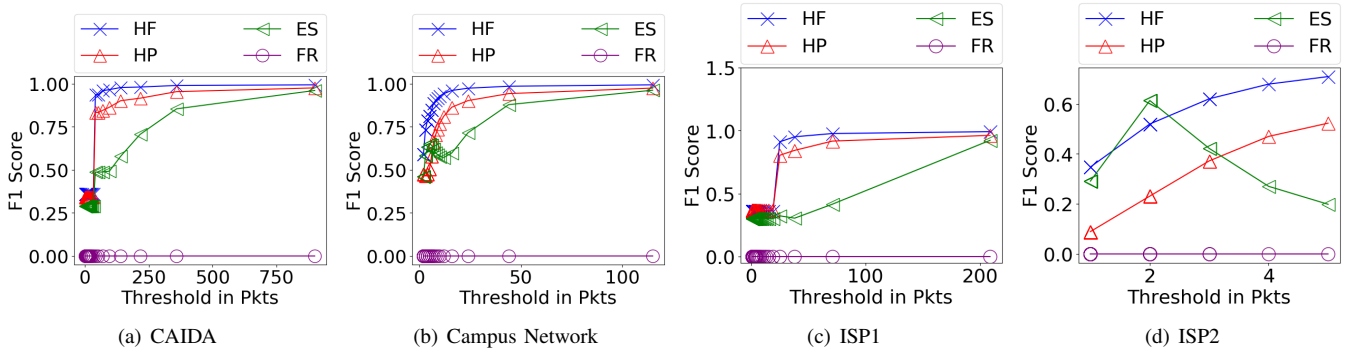 HF
ES
HP
FR
1.00
0.75
0.50
0.25
0.00
F1 Score
0
250
500
750
Threshold in Pkts
(a) CAIDA
HF
ES
HP
FR
1.00
0.75
0.50
0.25
0.00
F1 Score
0
50
100
Threshold in Pkts
(b) Campus Network
HF
ES
HP
FR
1.5
1.0
0.5
0.0
F1 Score
0
100
200
Threshold in Pkts
(c) ISP1
HF
ES
HP
FR
0.6
0.4
0.2
0.0
F1 Score
2
4
Threshold in Pkts
(d) ISP2